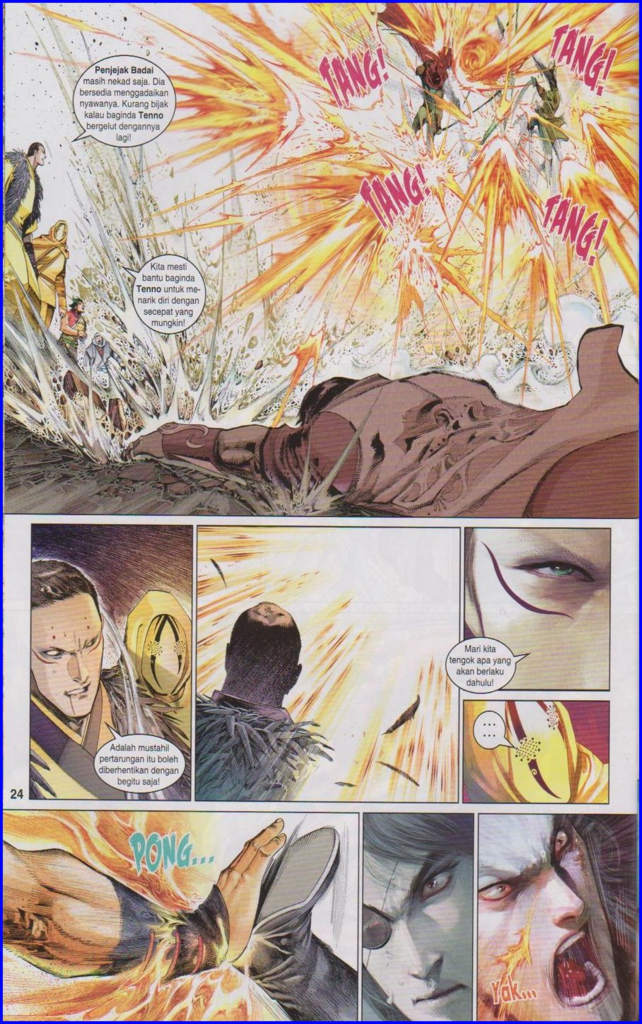 Penjejak Badai
masih nekad saja. Dia
bersedia menggadaikan
nyawanya. Kurang bijak
kalau baginda Tenno
bergelut dengannya
lagi!
TANG!
TANG!
TANG!
TANG!
Kita mesti
bantu baginda
Tenno untuk me-
narik diri dengan
secepat yang
mungkin!
Adalah mustahil
pertarungan itu boleh
diberhentikan dengan
begitu saja!
Mari kita
tengok apa yang
akan berlaku
dahulu!
...
24
PONG...
Yak...